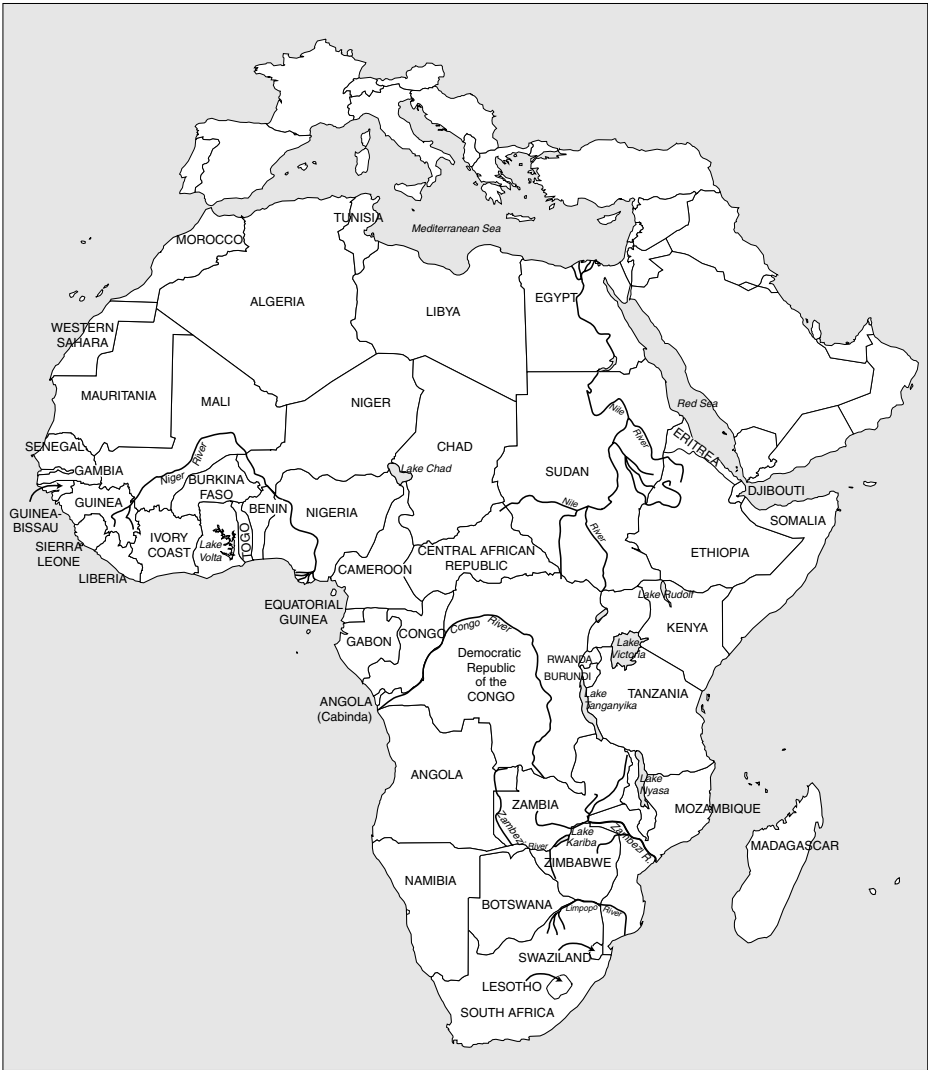 TUNISIA
Mediterranean Sea
MOROCCO
ALGERIA
LIBYA
EGYPT
WESTERN
SAHARA
MAURITANIA
MALI
NIGER
CHAD
SUDAN
Nile
River
Red Sea
ERITREA
SENEGAL
GAMBIA
Niger
River
BURKINA
FASO
Lake Chad
GUINEA
BENIN
NIGERIA
Nile
River
DJIBOUTI
SOMALIA
GUINEA-
BISSAU
IVORY
COAST
Lake
Volta
TOGO
ETHIOPIA
SIERRA
LEONE
LIBERIA
CAMEROON
CENTRAL AFRICAN
REPUBLIC
Lake Rudolf
EQUATORIAL
GUINEA
GABON
CONGO
Congo
River
KENYA
Lake
Victoria
Democratic
Republic
of the
CONGO
RWANDA
BURUNDI
TANZANIA
Lake
Tanganyika
ANGOLA
(Cabinda)
ANGOLA
ZAMBIA
Lake
Nyasa
MOZAMBIQUE
Zambezi
River
Lake
Kariba
Zambezi R.
MADAGASCAR
ZIMBABWE
NAMIBIA
BOTSWANA
Limpopo
River
SWAZILAND
LESOTHO
SOUTH AFRICA